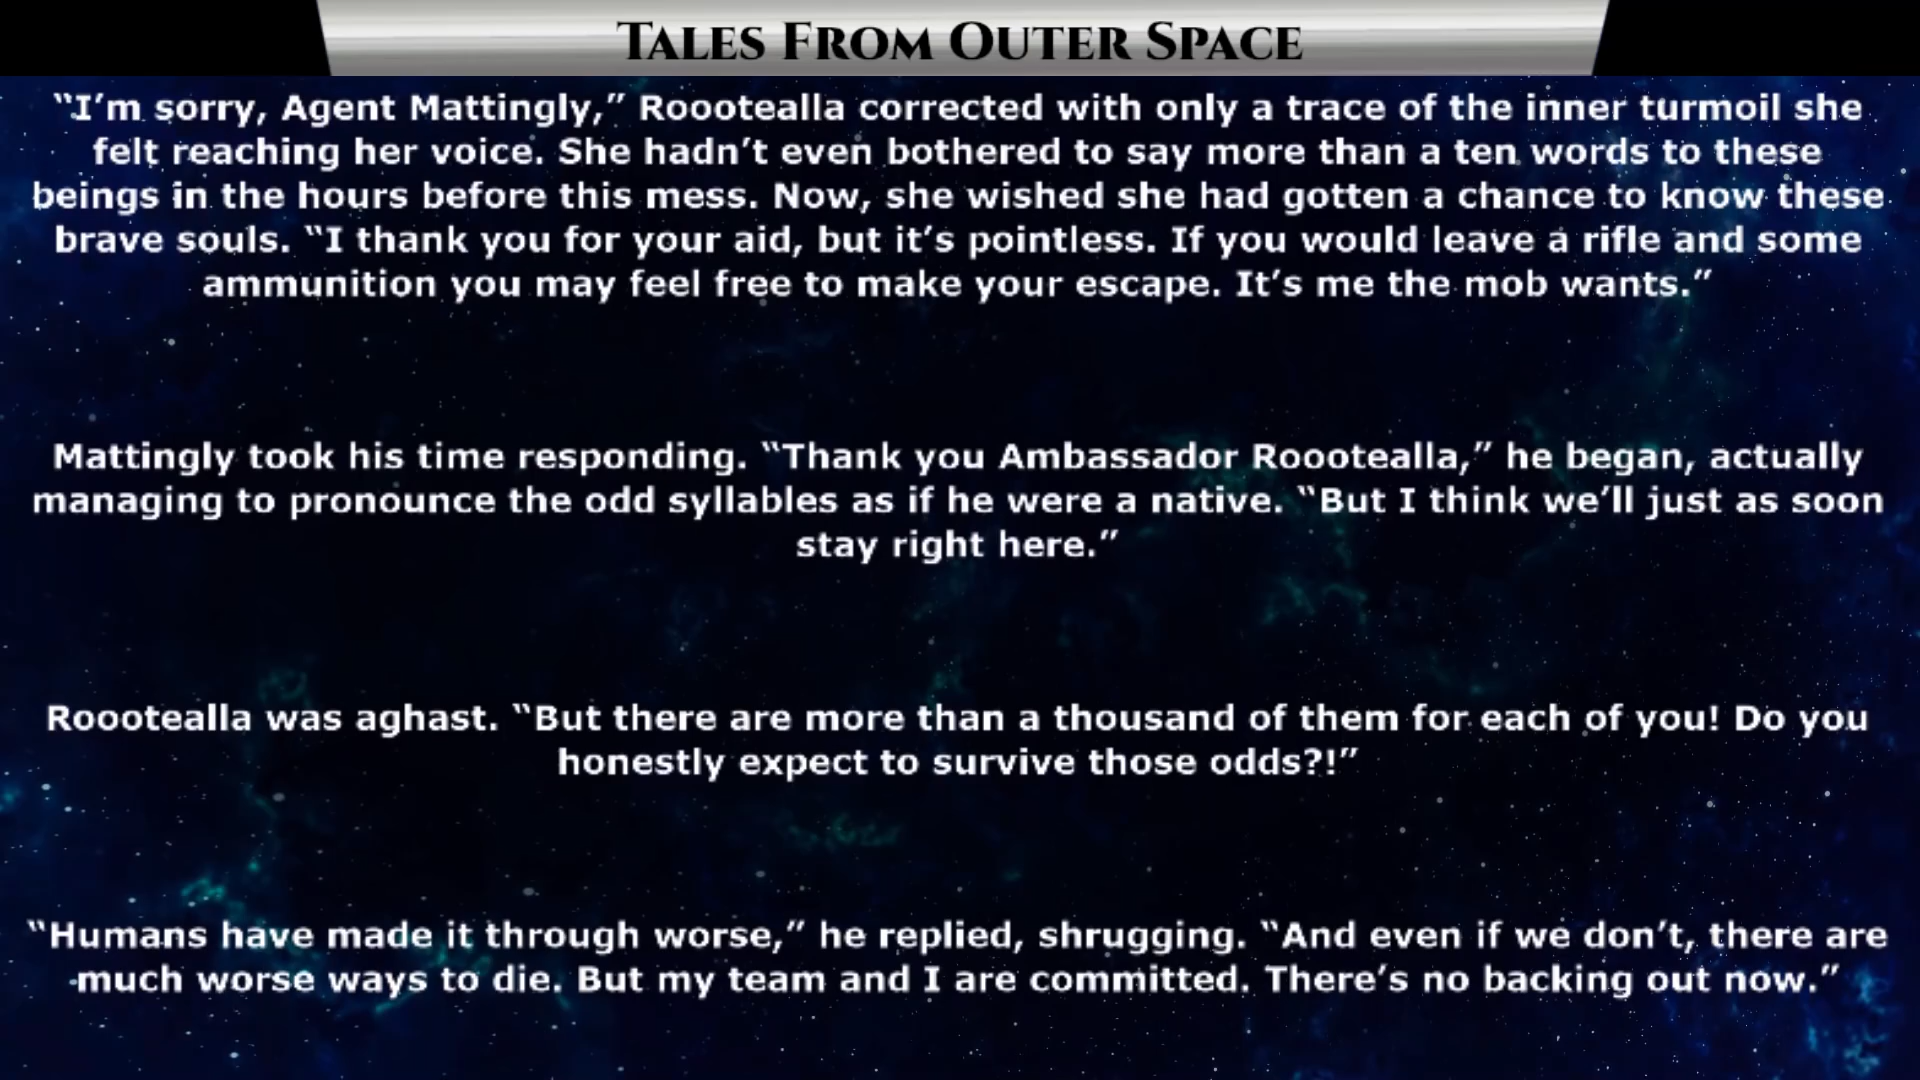 Tales From Outer Space
“I’m sorry, Agent Mattingly,” Roootealla corrected with only a trace of the inner turmoil she
felt reaching her voice. She hadn’t even bothered to say more than a ten words to these
beings in the hours before this mess. Now, she wished she had gotten a chance to know these
brave souls. “I thank you for your aid, but it’s pointless. If you would leave a rifle and some
ammunition you may feel free to make your escape. It’s me the mob wants.”
Mattingly took his time responding. “Thank you Ambassador Roootealla,” he began, actually
managing to pronounce the odd syllables as if he were a native. “But I think we’ll just as soon
stay right here.”
Roootealla was aghast. “But there are more than a thousand of them for each of you! Do you
honestly expect to survive those odds?!”
“Humans have made it through worse,” he replied, shrugging. “And even if we don’t, there are
much worse ways to die. But my team and I are committed. There’s no backing out now.”